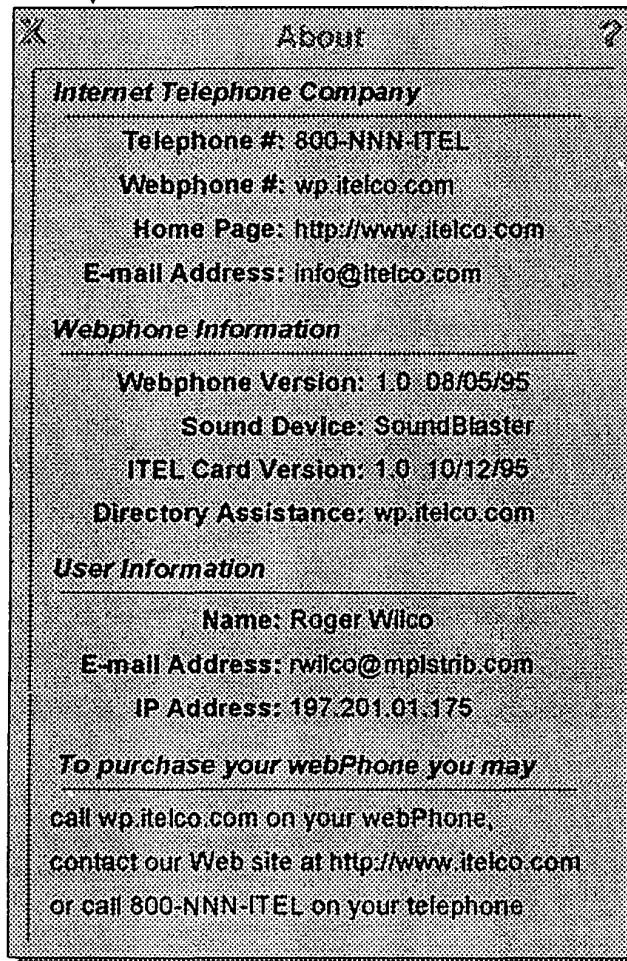 About
Internet Telephone Company
Telephone #: 800-NNN-ITEL
Webphone #: wp.itelco.com
Home Page: http://www.itelco.com
E-mail Address: info@itelco.com
Webphone Information
Webphone Version: 1.0 08/05/95
Sound Device: SoundBlaster
ITEL Card Version: 1.0 10/12/95
Directory Assistance: wp.itelco.com
User Information
Name: Roger Wilco
E-mail Address: rwilco@mplstrib.com
IP Address: 197.201.01.175
To purchase your webPhone you may
call wp.itelco.com on your webPhone,
contact our Web site at http://www.itelco.com
or call 800-NNN-ITEL on your telephone